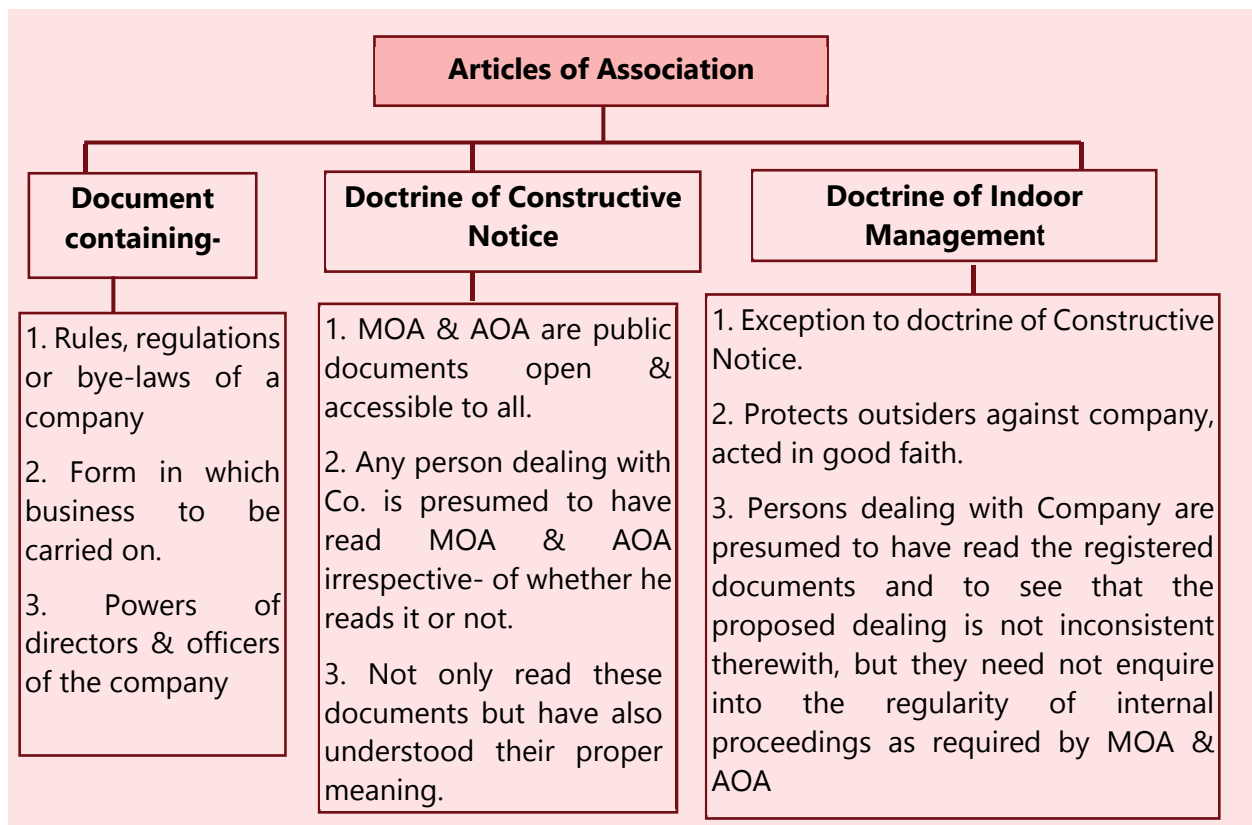 Articles of Association
Document
containing-
1. Rules, regulations
or bye-laws of a
company
2. Form in which
business to be
carried on.
3. Powers of
directors & officers
of the company
Doctrine of Constructive
Notice
1. MOA & AOA are public
documents open &
accessible to all.
2. Any person dealing with
Co. is presumed to have
read MOA & AOA
irrespective- of whether he
reads it or not.
3. Not only read these
documents but have also
understood their proper
meaning.
Doctrine of Indoor
Management
1. Exception to doctrine of Constructive
Notice.
2. Protects outsiders against company,
acted in good faith.
3. Persons dealing with Company are
presumed to have read the registered
documents and to see that the
proposed dealing is not inconsistent
therewith, but they need not enquire
into the regularity of internal
proceedings as required by MOA &
AOA